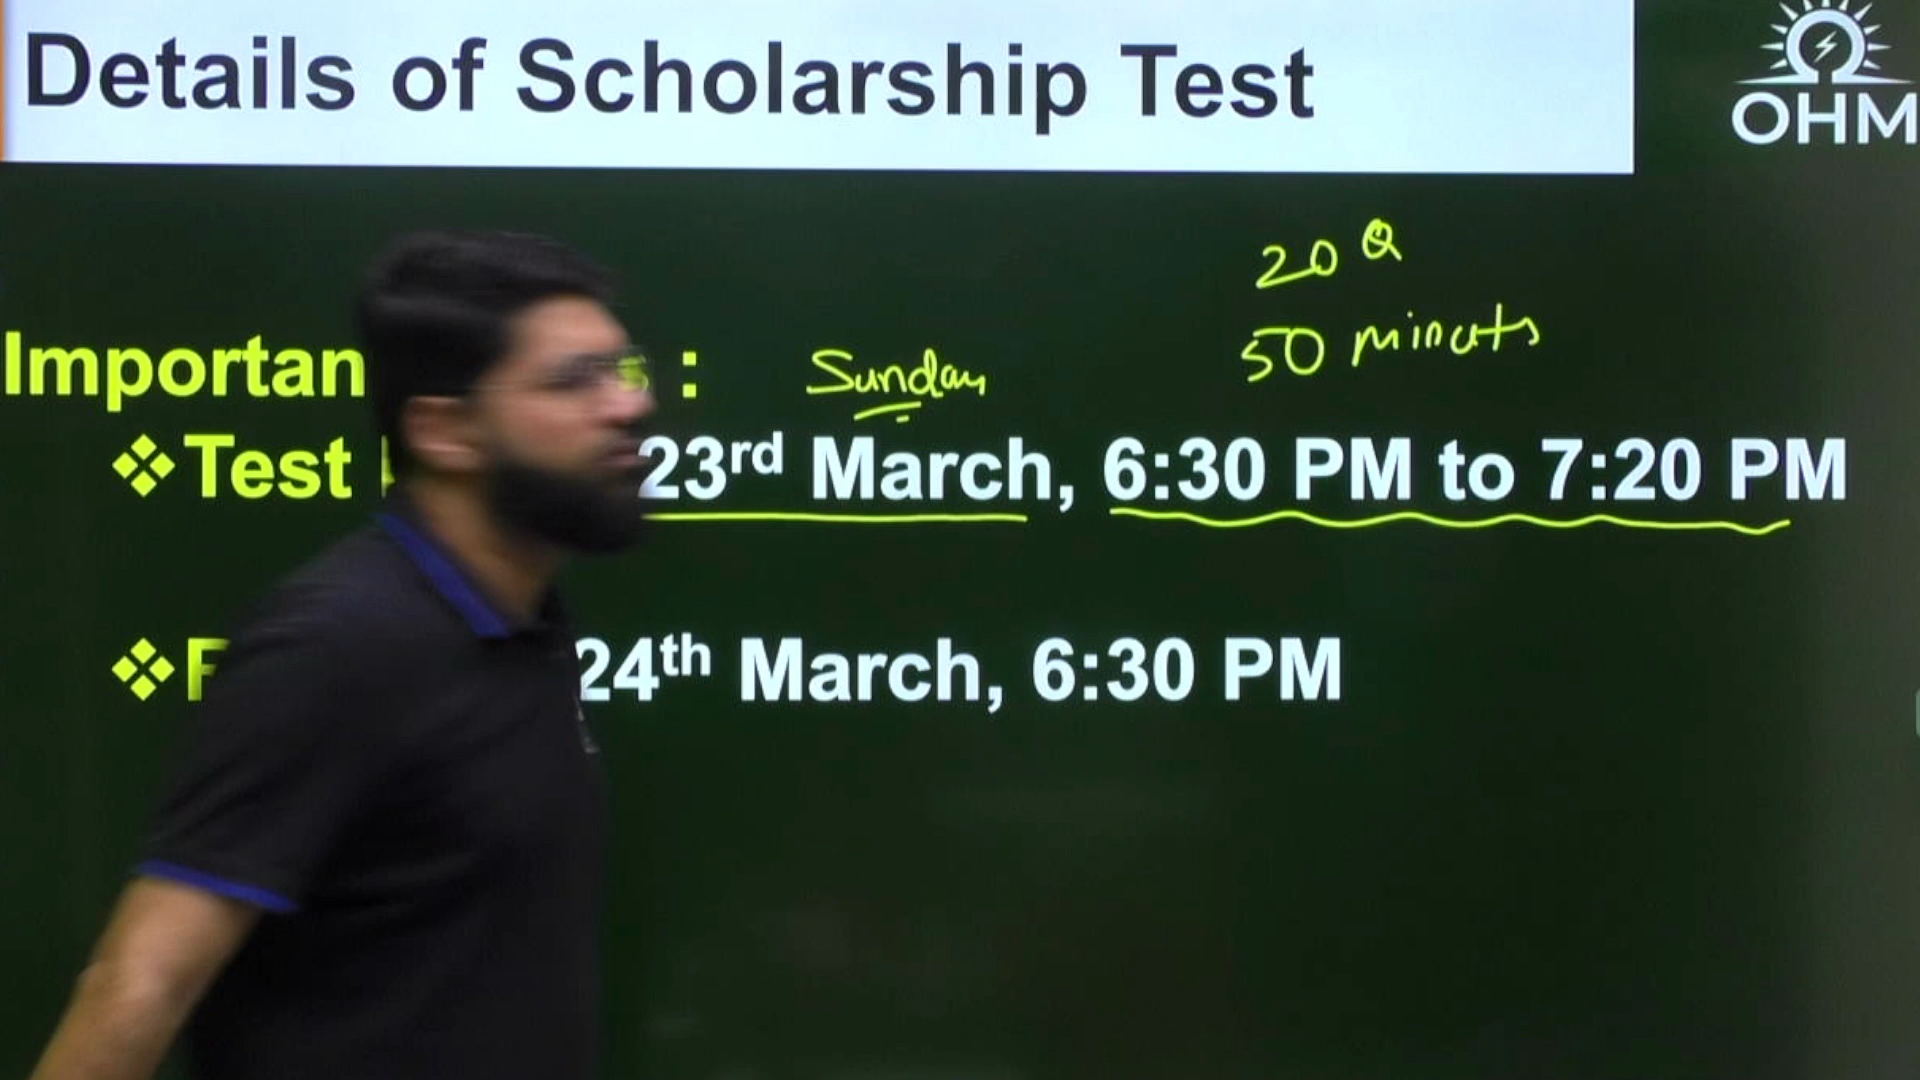 Details of Scholarship Test
OHM
20 Q
50 minuts
Sunday
:
Test 23rd March, 6:30 PM to 7:20 PM
24th March, 6:30 PM